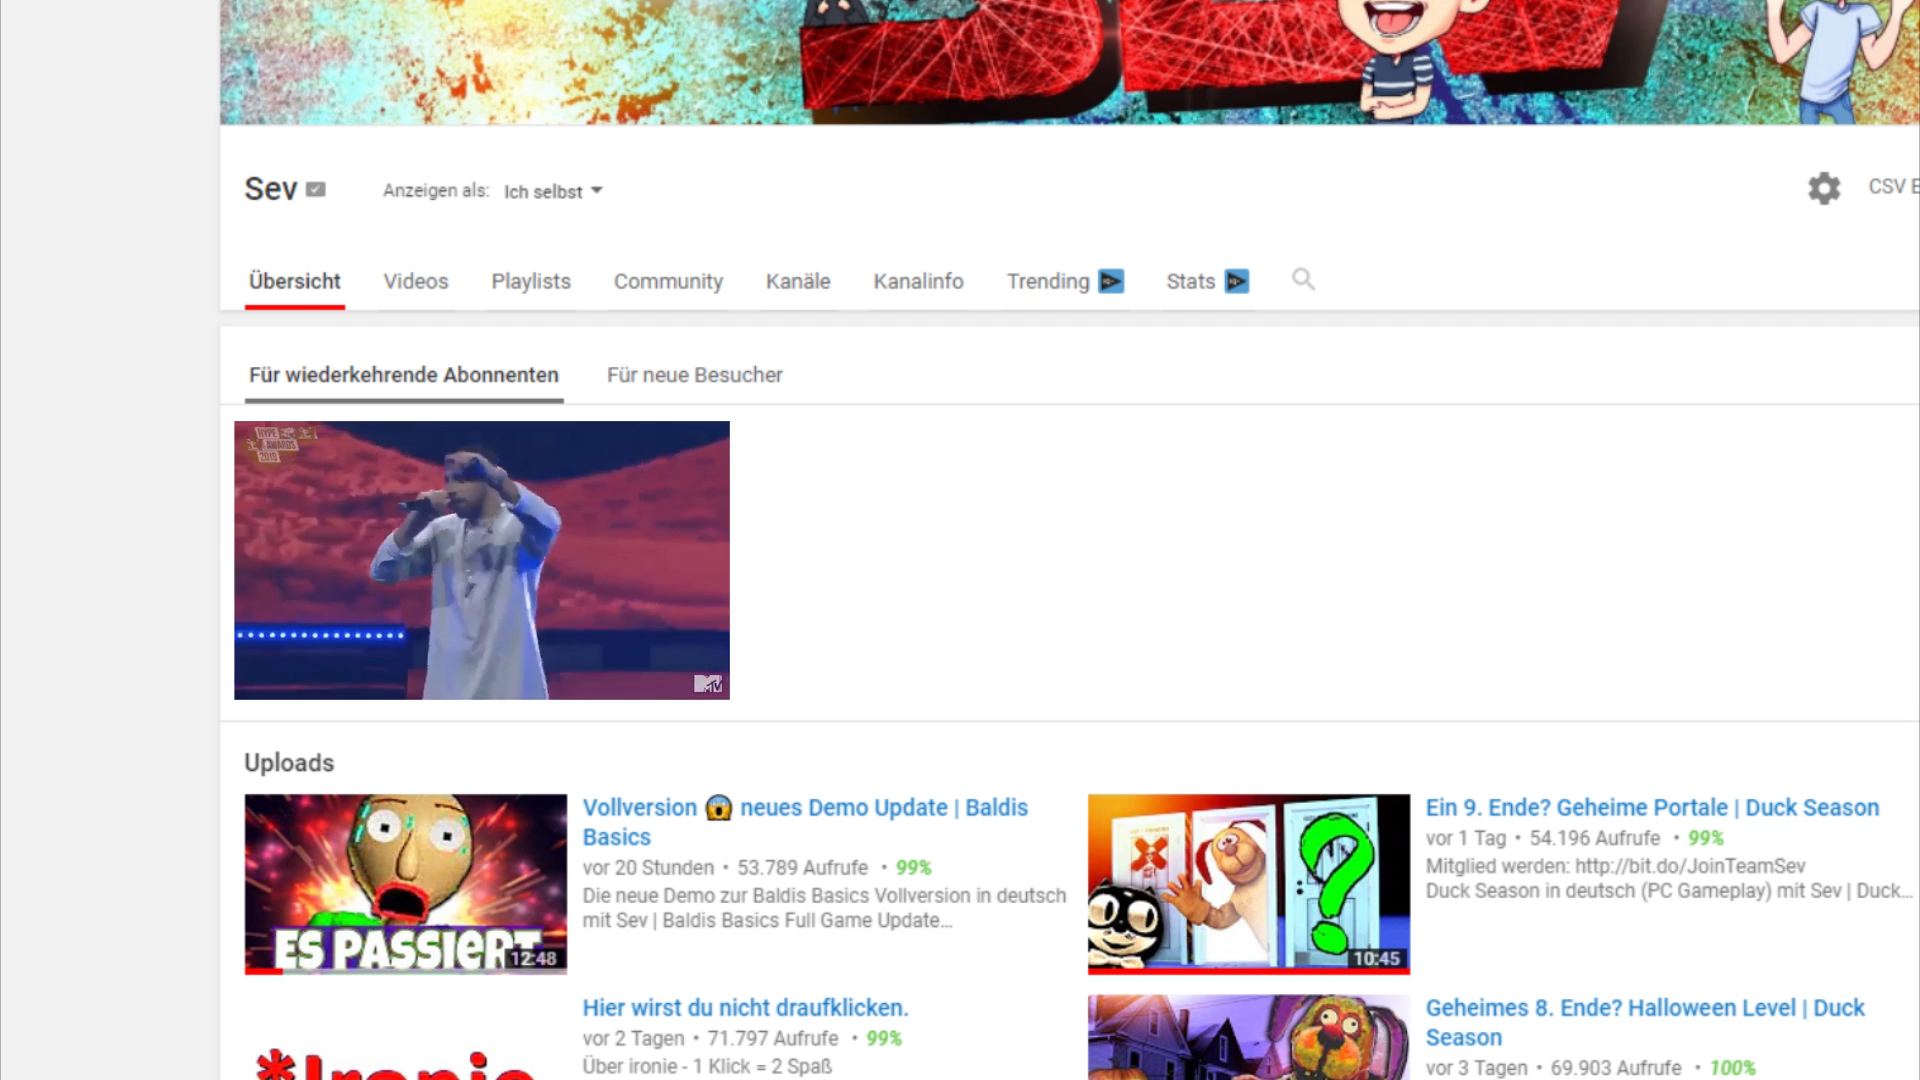 SEV
Sev
Anzeigen als: Ich selbst
CSV E
Übersicht Videos Playlists Community Kanäle Kanalinfo Trending Stats
Für wiederkehrende Abonnenten Für neue Besucher
HYPE
AWARDS
2019
MTV
Uploads
ES PASSIERT
12:48
Vollversion 😱 neues Demo Update | Baldis
Basics
vor 20 Stunden • 53.789 Aufrufe • 99%
Die neue Demo zur Baldis Basics Vollversion in deutsch
mit Sev | Baldis Basics Full Game Update...
?
10:45
Ein 9. Ende? Geheime Portale | Duck Season
vor 1 Tag • 54.196 Aufrufe • 99%
Mitglied werden: http://bit.do/JoinTeamSev
Duck Season in deutsch (PC Gameplay) mit Sev | Duck...
*Ironie
Hier wirst du nicht draufklicken.
vor 2 Tagen • 71.797 Aufrufe • 99%
Über ironie - 1 Klick = 2 Spaß
Geheimes 8. Ende? Halloween Level | Duck
Season
vor 3 Tagen • 69.903 Aufrufe • 100%